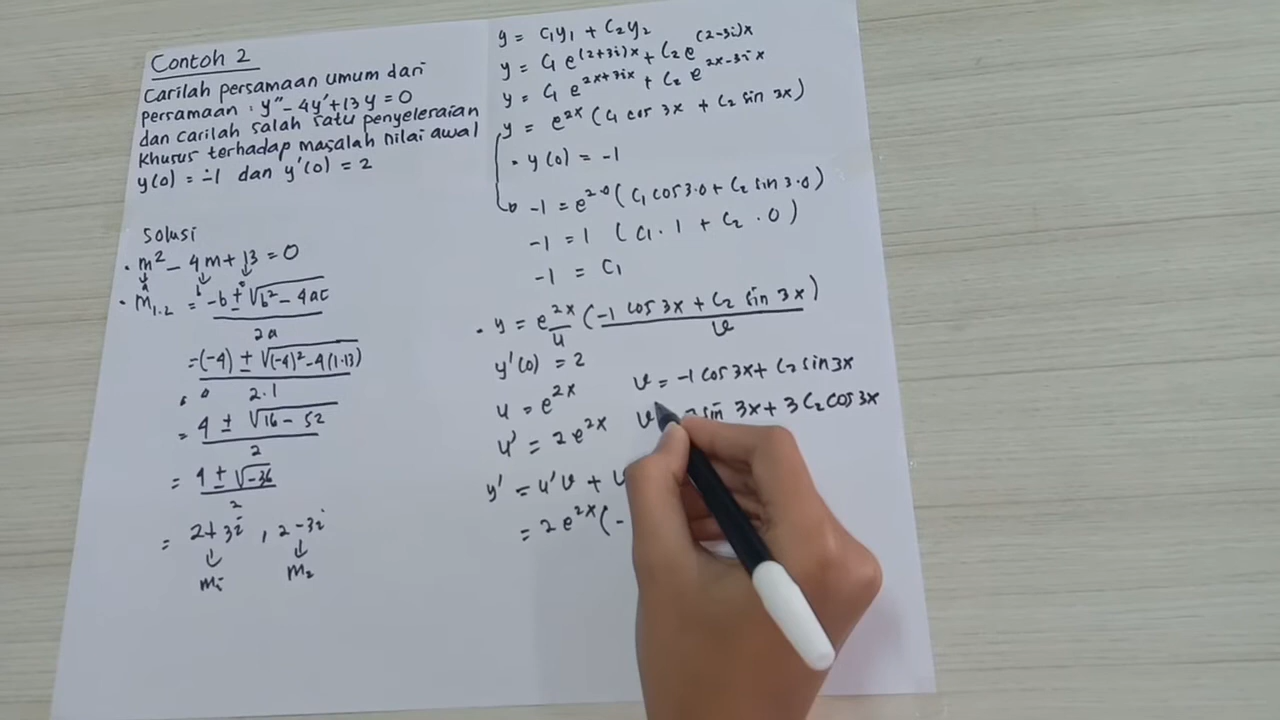 Contoh 2
Carilah persamaan umum dari
persamaan : y'' - 4y' + 13 y = 0
dan carilah salah satu penyeleraian
khusus terhadap masalah nilai awal
y(0) = -1 dan y'(0) = 2
Solusi
• m² - 4m + 13 = 0
a b c
• m₁.₂ = -b ± √b² - 4ac
2a
= (-4) ± √(-4)² - 4(1·13)
2.1
= 4 ± √16 - 52
2
= 4 ± √-36
2
= 2 + 3i , 2 - 3i
m₁ m₂
y = C₁y₁ + C₂y₂
y = C₁ e^(2+3i)x + C₂ e^(2-3i)x
y = C₁ e^2x+3ix + C₂ e^2x-3ix
y = e^2x (C₁ cos 3x + C₂ sin 3x)
• y(0) = -1
-1 = e^2·0 (C₁ cos 3.0 + C₂ sin 3.0)
-1 = 1 (C₁ . 1 + C₂ . 0)
-1 = C₁
• y = e^2x (-1 cos 3x + C₂ sin 3x)
u v
y'(0) = 2
u = e^2x v = -1 cos 3x + C₂ sin 3x
u' = 2e^2x sin 3x + 3 C₂ cos 3x
y' = u'v +
= 2e^2x (-